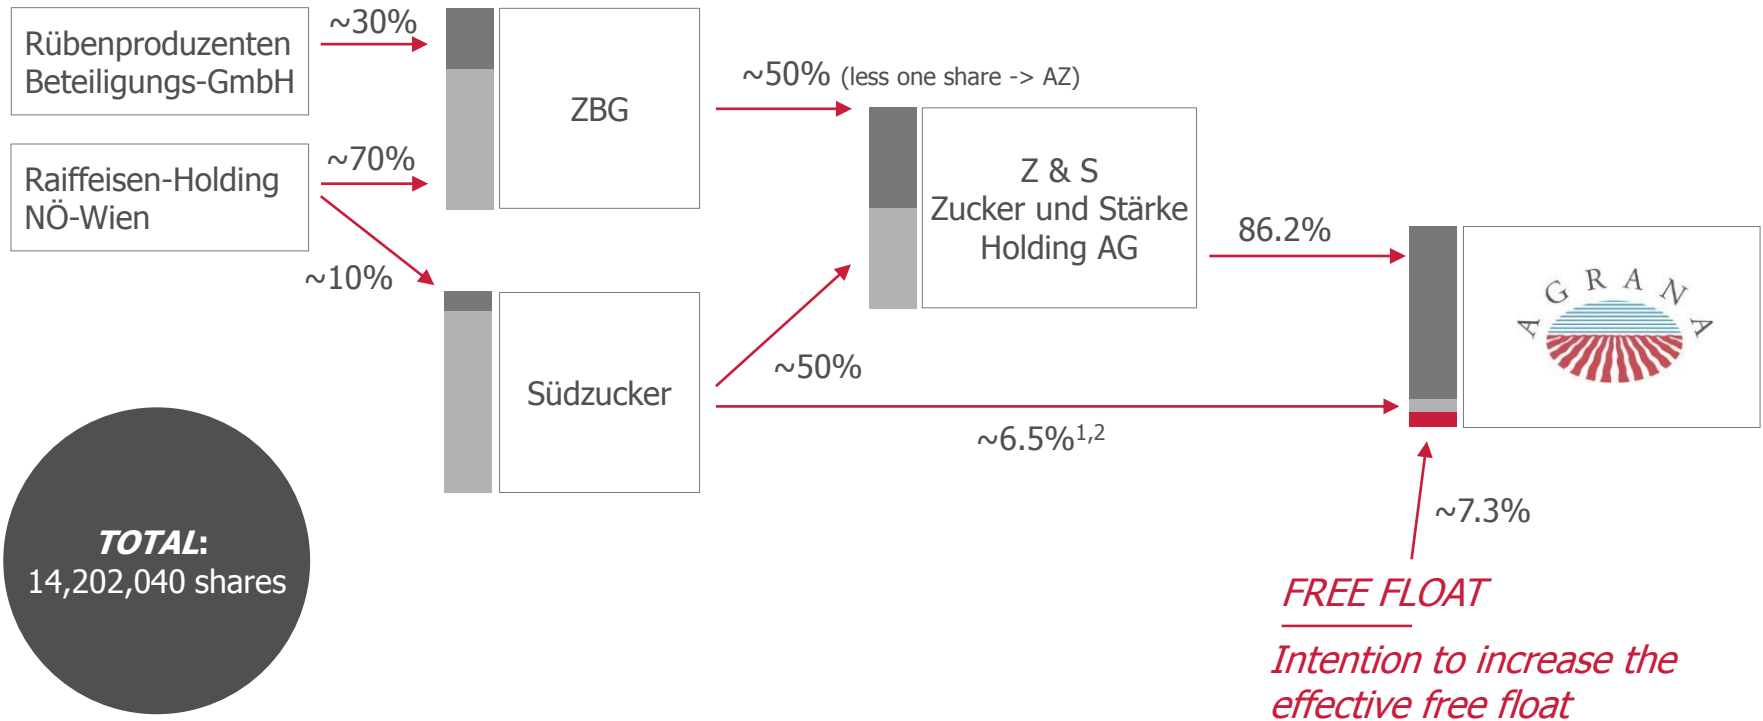 Rübenproduzenten
Beteiligungs-GmbH
~30%
Raiffeisen-Holding
NÖ-Wien
~70%
~10%
ZBG
~50% (less one share -> AZ)
Südzucker
~50%
~6.5%1,2
Z & S
Zucker und Stärke
Holding AG
86.2%
AGRANA
~7.3%
FREE FLOAT
Intention to increase the
effective free float
TOTAL:
14,202,040 shares